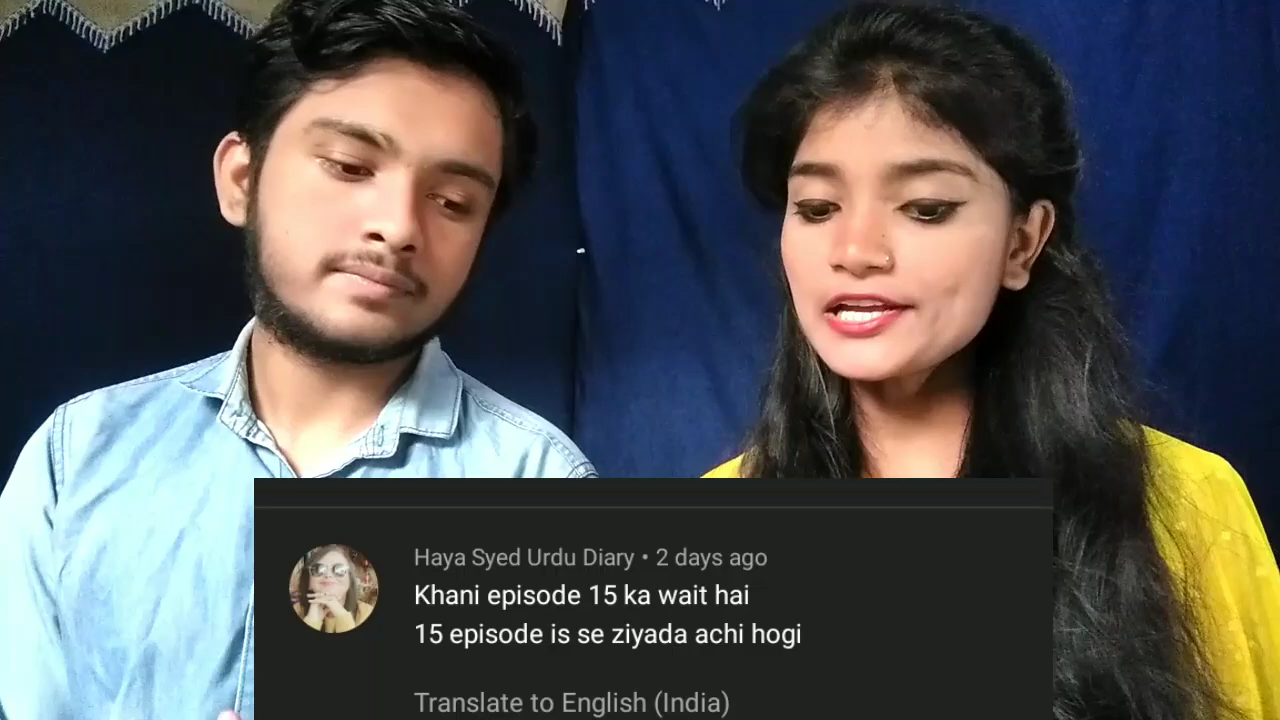 Haya Syed Urdu Diary • 2 days ago
Khani episode 15 ka wait hai
15 episode is se ziyada achi hogi
Translate to English (India)